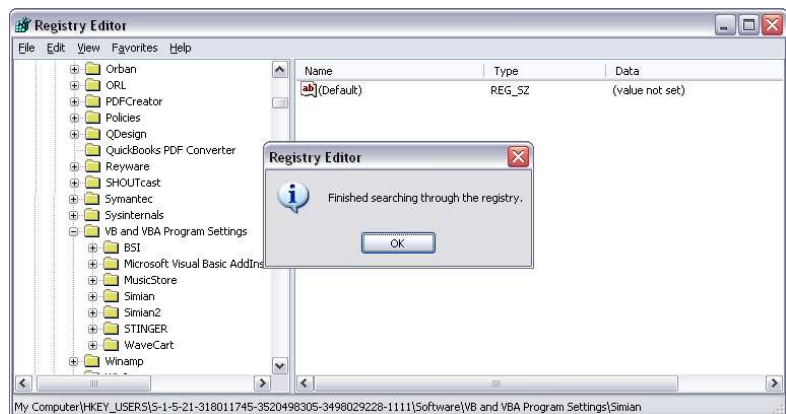 Registry Editor
File Edit View Favorites Help
Orban
ORL
PDFCreator
Policies
QDesign
QuickBooks PDF Converter
Reyware
SHOUTcast
Symantec
Sysinternals
VB and VBA Program Settings
BSI
Microsoft Visual Basic AddIns
MusicStore
Simian
Simian2
STINGER
WaveCart
Winamp
Name Type Data
ab (Default) REG_SZ (value not set)
Registry Editor
Finished searching through the registry.
OK
My Computer\HKEY_USERS\S-1-5-21-318011745-3520498305-3498029228-1111\Software\VB and VBA Program Settings\Simian